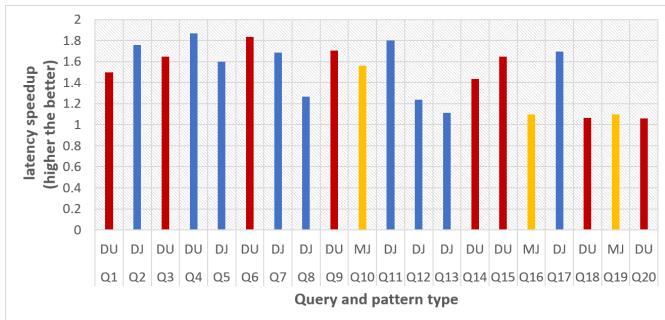 latency speedup
(higher the better)
2
1.8
1.6
1.4
1.2
1
0.8
0.6
0.4
0.2
0
DU DJ DU DU DJ DU DJ DJ DU MJ DJ DJ DJ DU DU MJ DJ DU MJ DU
Q1 Q2 Q3 Q4 Q5 Q6 Q7 Q8 Q9 Q10 Q11 Q12 Q13 Q14 Q15 Q16 Q17 Q18 Q19 Q20
Query and pattern type